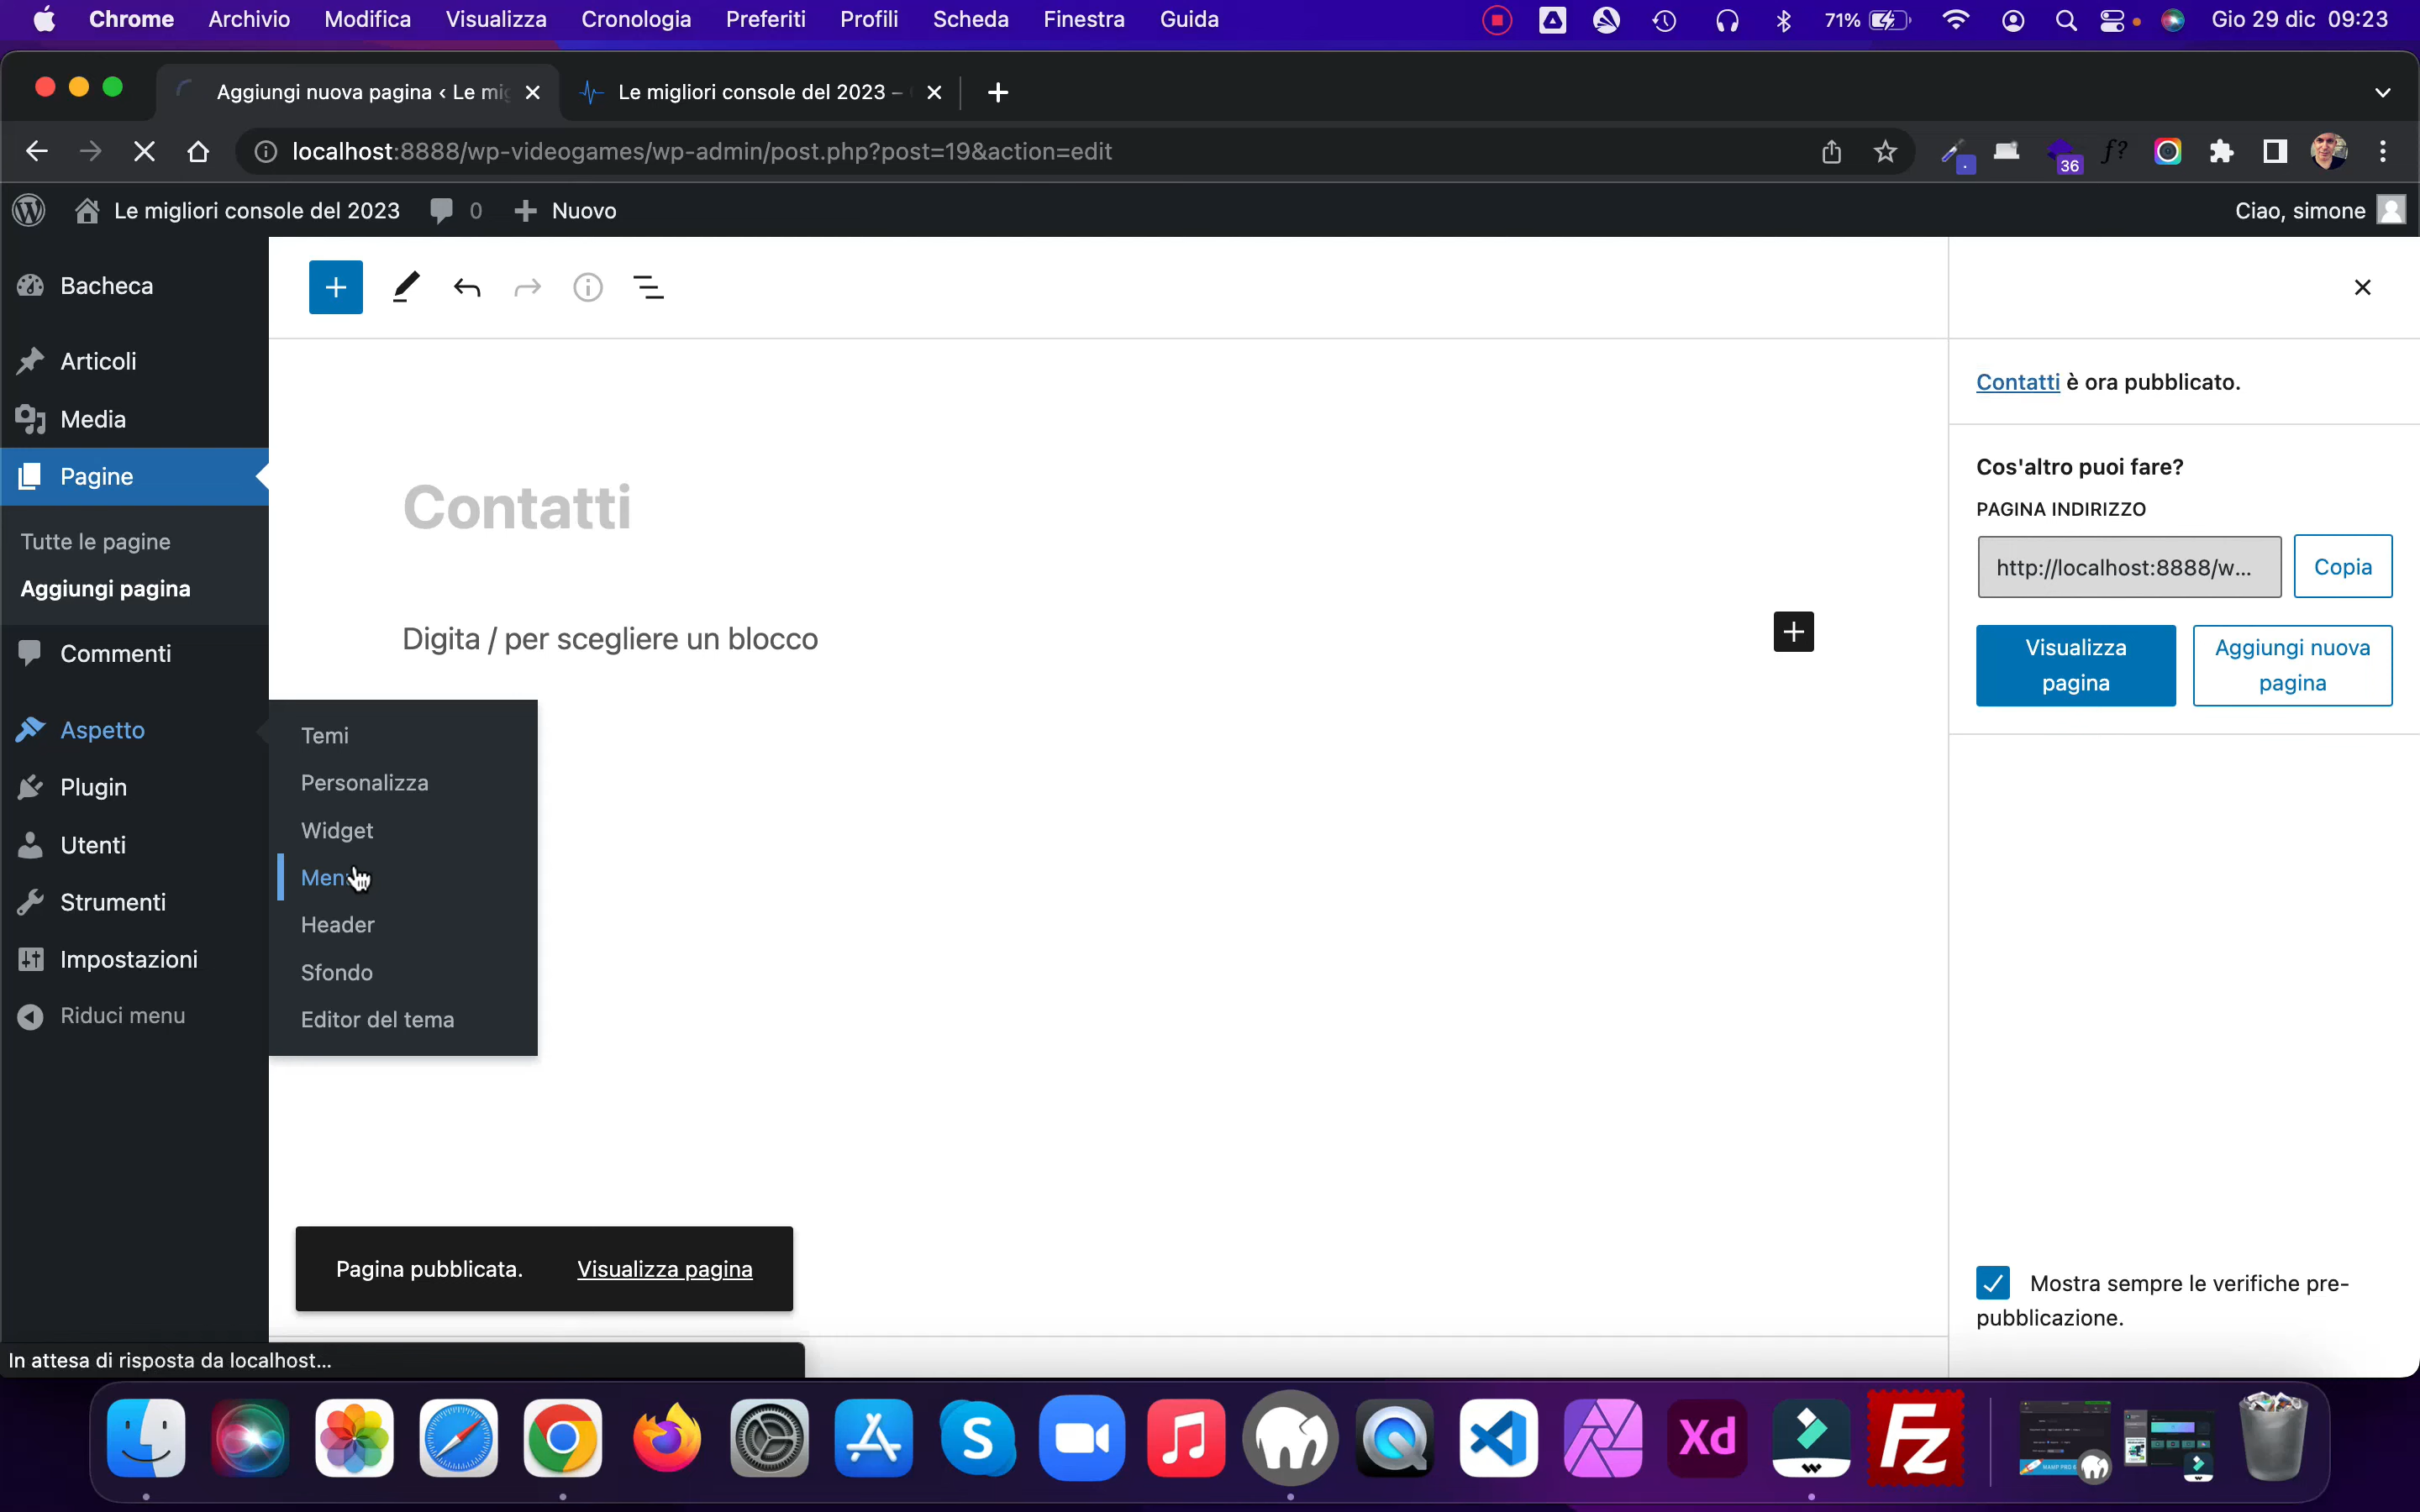 Chrome Archivio Modifica Visualizza Cronologia Preferiti Profili Scheda Finestra Guida 71% Gio 29 dic 09:23
Aggiungi nuova pagina ‹ Le mig Le migliori console del 2023 –
localhost:8888/wp-videogames/wp-admin/post.php?post=19&action=edit
36
Le migliori console del 2023 0 Nuovo Ciao, simone
Bacheca
Articoli
Media
Pagine
Tutte le pagine
Aggiungi pagina
Commenti
Aspetto
Plugin
Utenti
Strumenti
Impostazioni
Riduci menu
Temi
Personalizza
Widget
Men
Header
Sfondo
Editor del tema
Contatti
Digita / per scegliere un blocco
Pagina pubblicata. Visualizza pagina
Contatti è ora pubblicato.
Cos'altro puoi fare?
PAGINA INDIRIZZO
http://localhost:8888/w... Copia
Visualizza
pagina
Aggiungi nuova
pagina
Mostra sempre le verifiche pre-
pubblicazione.
In attesa di risposta da localhost...
S
Xd
Fz